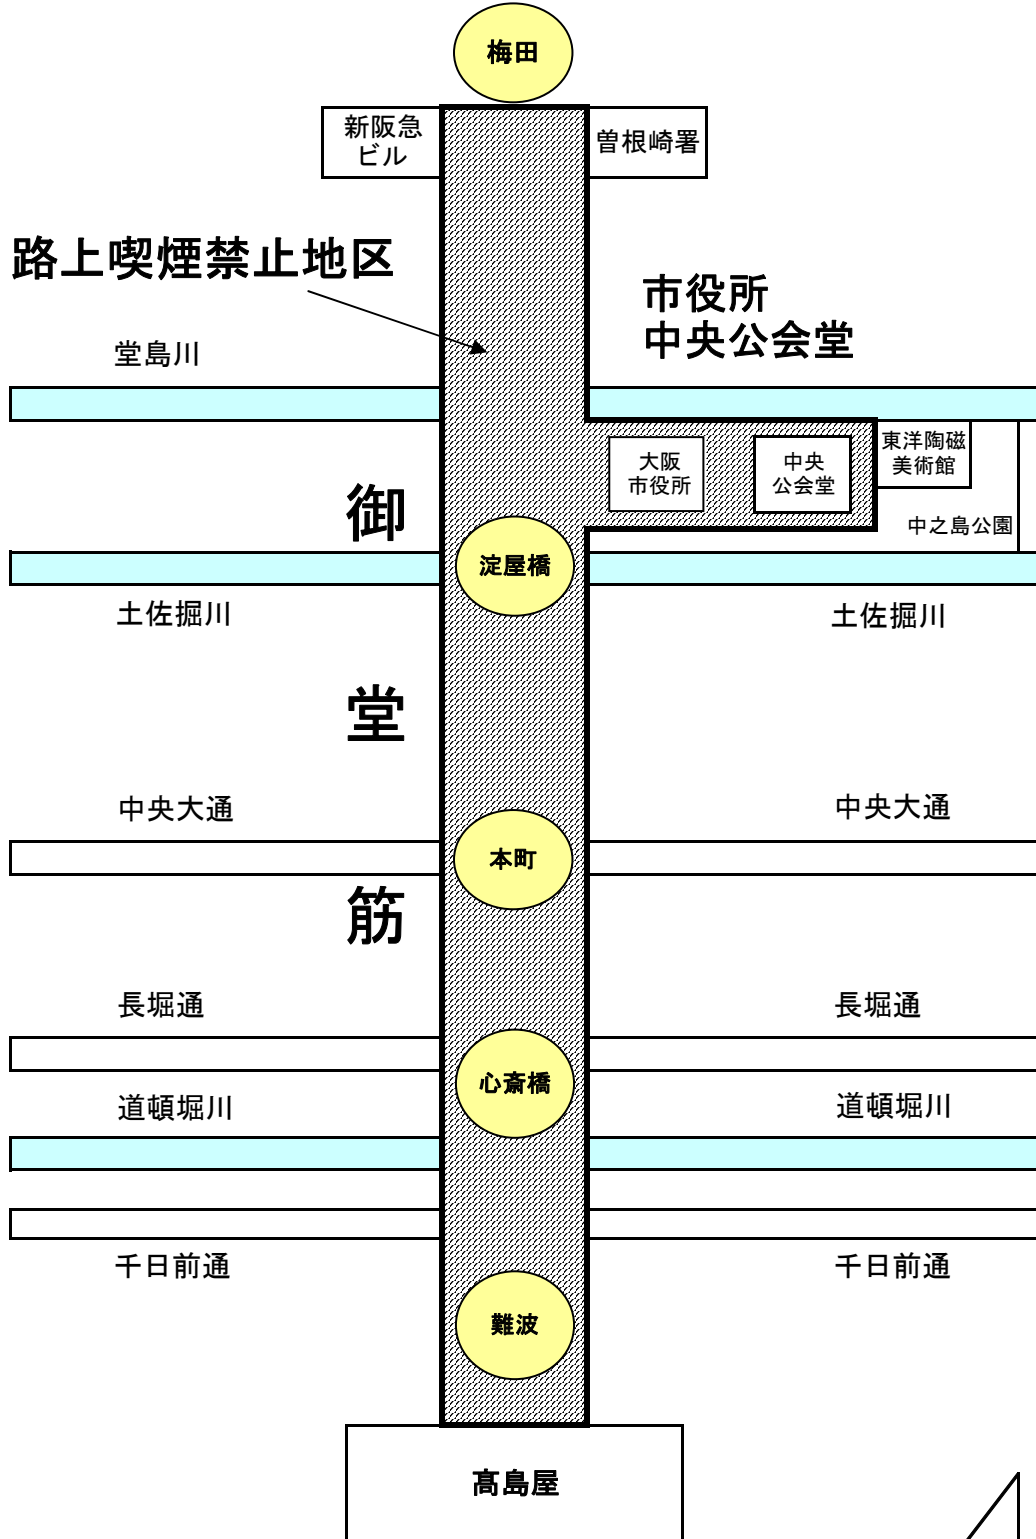 梅田
新阪急
ビル
曽根崎署
路上喫煙禁止地区
市役所
中央公会堂
堂島川
大阪
市役所
中央
公会堂
東洋陶磁
美術館
中之島公園
御
堂
筋
淀屋橋
土佐掘川
土佐掘川
中央大通
中央大通
本町
長堀通
長堀通
心斎橋
道頓堀川
道頓堀川
千日前通
千日前通
難波
髙島屋